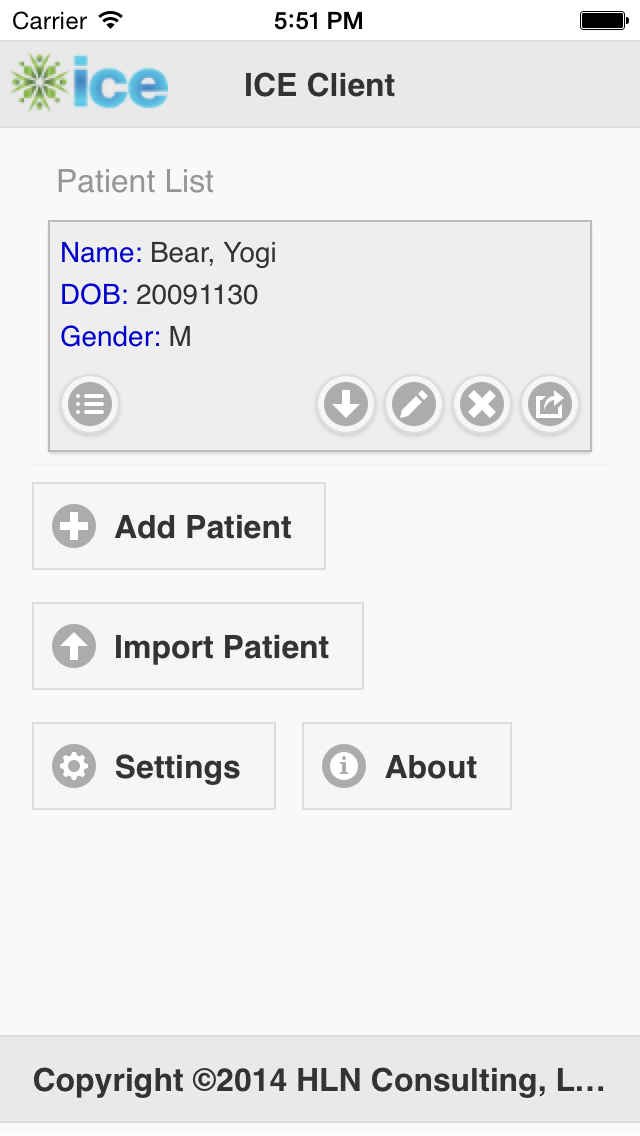 Carrier 5:51 PM
ice ICE Client
Patient List
Name: Bear, Yogi
DOB: 20091130
Gender: M
Add Patient
Import Patient
Settings About
Copyright ©2014 HLN Consulting, L...